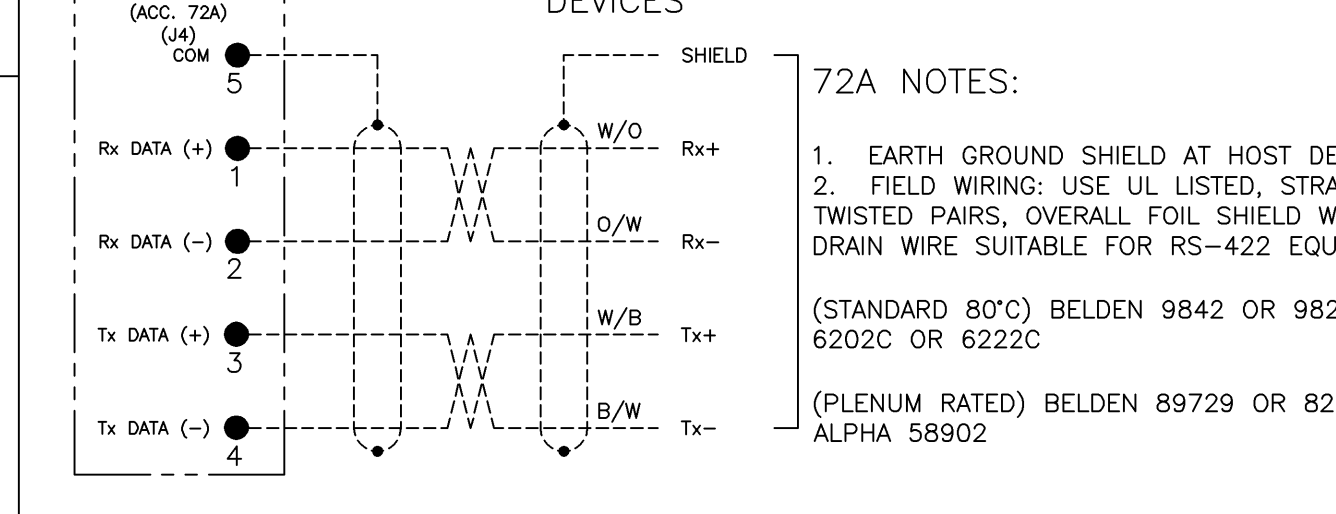 DEVICES
(ACC. 72A)
(J4)
COM
5
SHIELD
Rx DATA (+)
1
W/O
Rx+
Rx DATA (-)
2
O/W
Rx-
Tx DATA (+)
3
W/B
Tx+
Tx DATA (-)
4
B/W
Tx-
72A NOTES:
1. EARTH GROUND SHIELD AT HOST DE
2. FIELD WIRING: USE UL LISTED, STRA
TWISTED PAIRS, OVERALL FOIL SHIELD W
DRAIN WIRE SUITABLE FOR RS-422 EQU
(STANDARD 80°C) BELDEN 9842 OR 982
6202C OR 6222C
(PLENUM RATED) BELDEN 89729 OR 82
ALPHA 58902